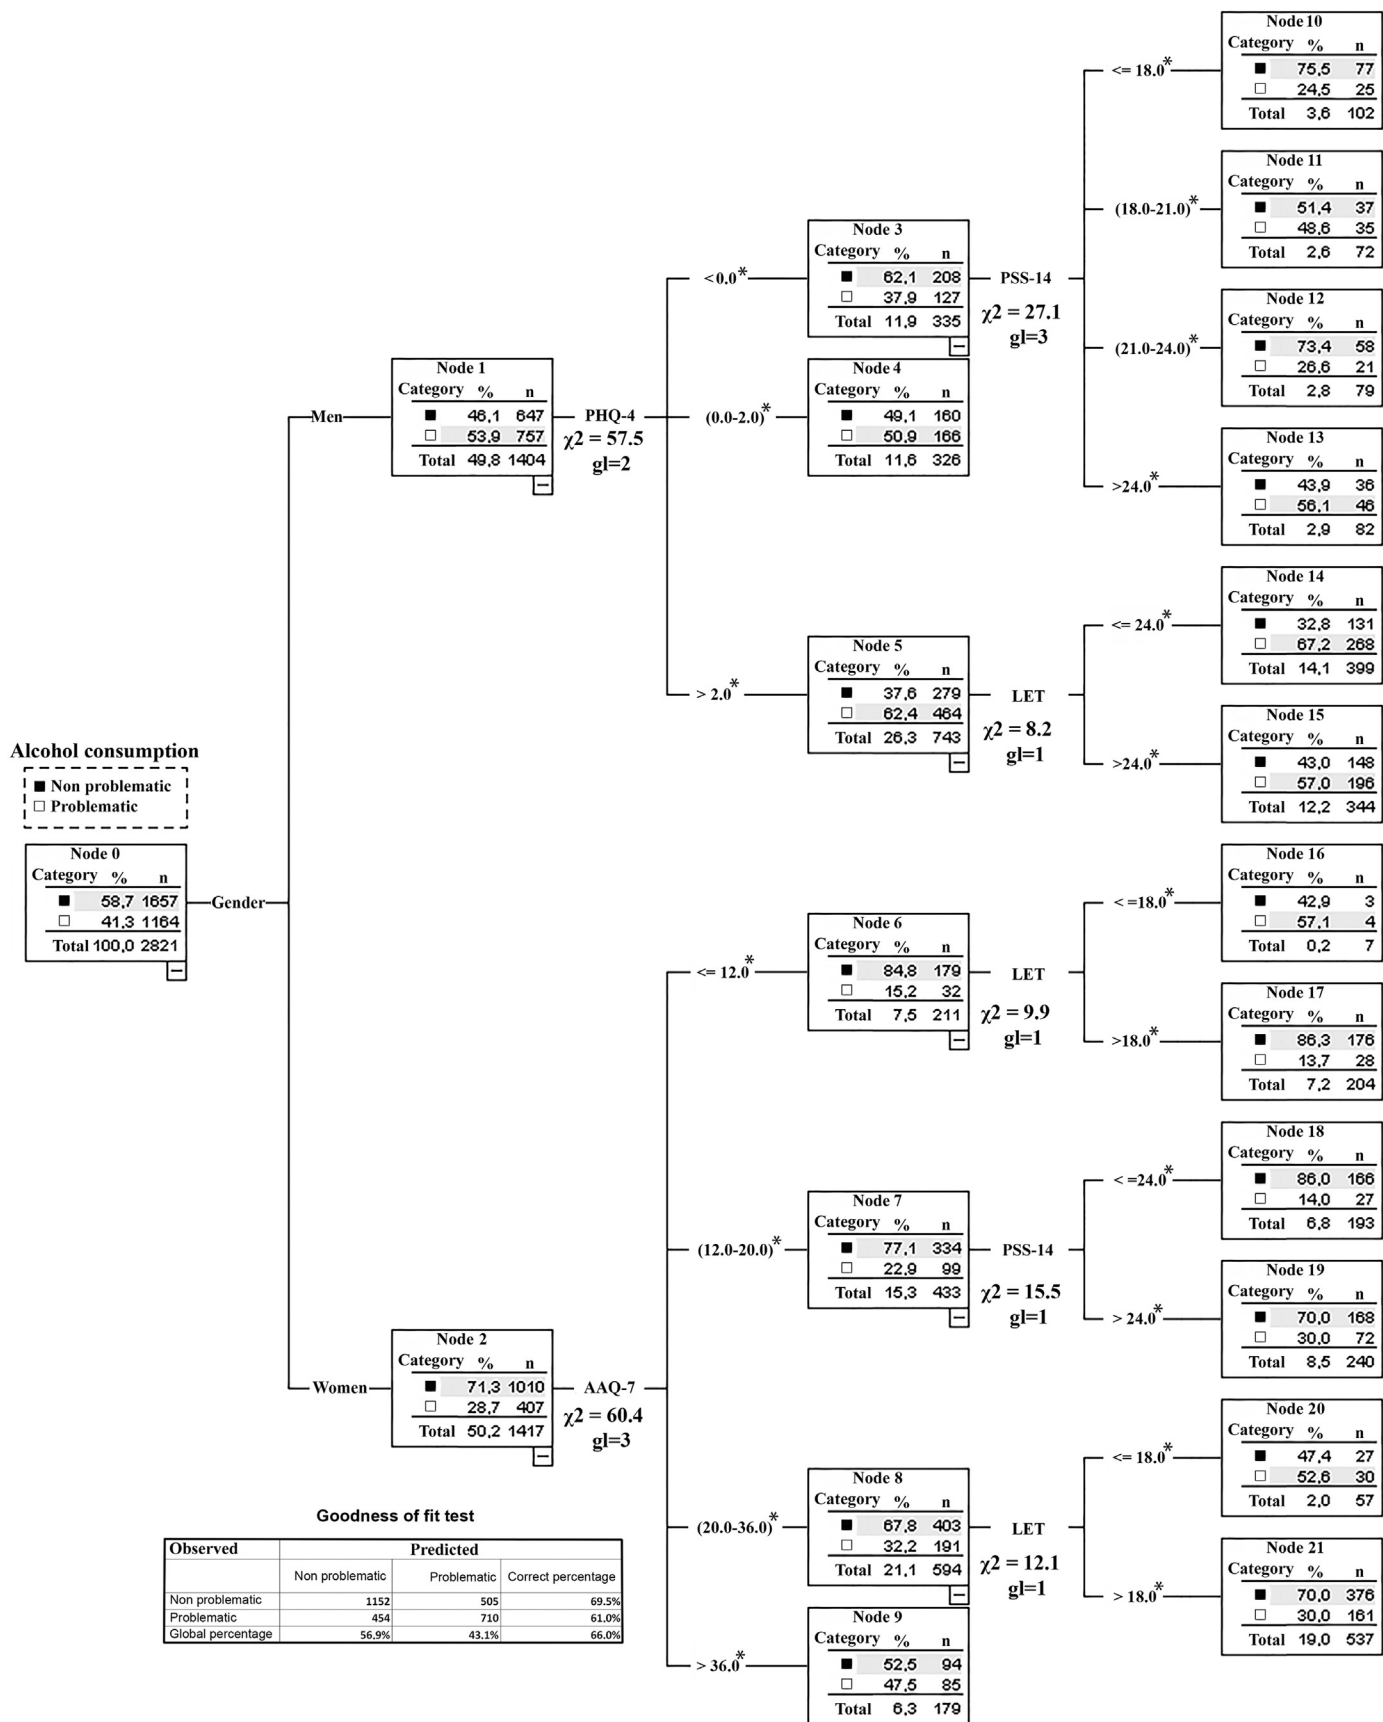 Alcohol consumption
■ Non problematic
□ Problematic
Node 0
Category % n
■ 58,7 1657
□ 41,3 1164
Total 100,0 2821
Gender
Men
Node 1
Category % n
■ 46,1 647
□ 53,9 757
Total 49,8 1404
PHQ-4
χ2 = 57.5
gl=2
<0.0*
Node 3
Category % n
■ 62,1 208
□ 37,9 127
Total 11,9 335
PSS-14
χ2 = 27.1
gl=3
<= 18.0*
Node 10
Category % n
■ 75,5 77
□ 24,5 25
Total 3,6 102
(18.0-21.0)*
Node 11
Category % n
■ 51,4 37
□ 48,6 35
Total 2,6 72
(21.0-24.0)*
Node 12
Category % n
■ 73,4 58
□ 26,6 21
Total 2,8 79
>24.0*
Node 13
Category % n
■ 43,9 36
□ 56,1 46
Total 2,9 82
(0.0-2.0)*
Node 4
Category % n
■ 49,1 160
□ 50,9 166
Total 11,6 326
> 2.0*
Node 5
Category % n
■ 37,6 279
□ 62,4 464
Total 26,3 743
LET
χ2 = 8.2
gl=1
<= 24.0*
Node 14
Category % n
■ 32,8 131
□ 67,2 268
Total 14,1 399
>24.0*
Node 15
Category % n
■ 43,0 148
□ 57,0 196
Total 12,2 344
Women
Node 2
Category % n
■ 71,3 1010
□ 28,7 407
Total 50,2 1417
AAQ-7
χ2 = 60.4
gl=3
<= 12.0*
Node 6
Category % n
■ 84,8 179
□ 15,2 32
Total 7,5 211
LET
χ2 = 9.9
gl=1
< =18.0*
Node 16
Category % n
■ 42,9 3
□ 57,1 4
Total 0,2 7
>18.0*
Node 17
Category % n
■ 86,3 176
□ 13,7 28
Total 7,2 204
(12.0-20.0)*
Node 7
Category % n
■ 77,1 334
□ 22,9 99
Total 15,3 433
PSS-14
χ2 = 15.5
gl=1
< =24.0*
Node 18
Category % n
■ 86,0 166
□ 14,0 27
Total 6,8 193
> 24.0*
Node 19
Category % n
■ 70,0 168
□ 30,0 72
Total 8,5 240
(20.0-36.0)*
Node 8
Category % n
■ 67,8 403
□ 32,2 191
Total 21,1 594
LET
χ2 = 12.1
gl=1
<= 18.0*
Node 20
Category % n
■ 47,4 27
□ 52,6 30
Total 2,0 57
> 18.0*
Node 21
Category % n
■ 70,0 376
□ 30,0 161
Total 19,0 537
> 36.0*
Node 9
Category % n
■ 52,5 94
□ 47,5 85
Total 6,3 179
Goodness of fit test
Observed Predicted
Non problematic Problematic Correct percentage
Non problematic 1152 505 69.5%
Problematic 454 710 61.0%
Global percentage 56.9% 43.1% 66.0%